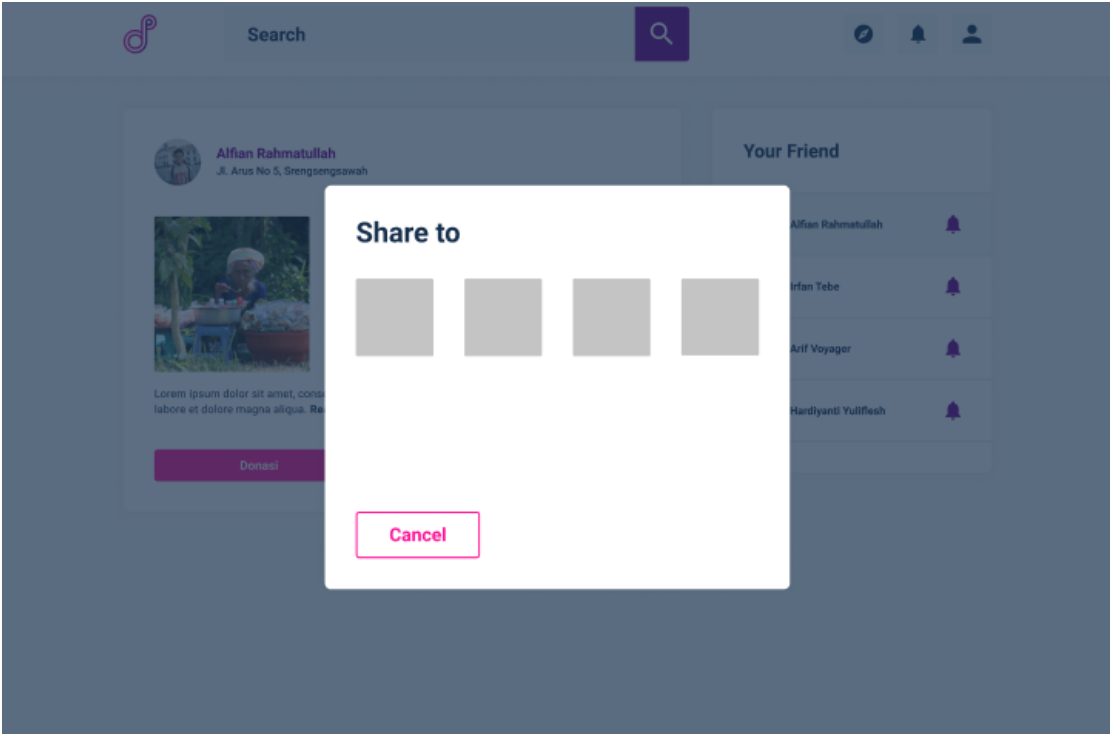 Search
Alfian Rahmatullah
Jl. Arus No 5, Srengsengsawah
Your Friend
Share to
Alfian Rahmatullah
Irfan Tebe
Arif Voyager
Hardiyanti Yuliflesh
Lorem ipsum dolor sit amet,
labore et dolore magna aliqua.
Donasi
Cancel